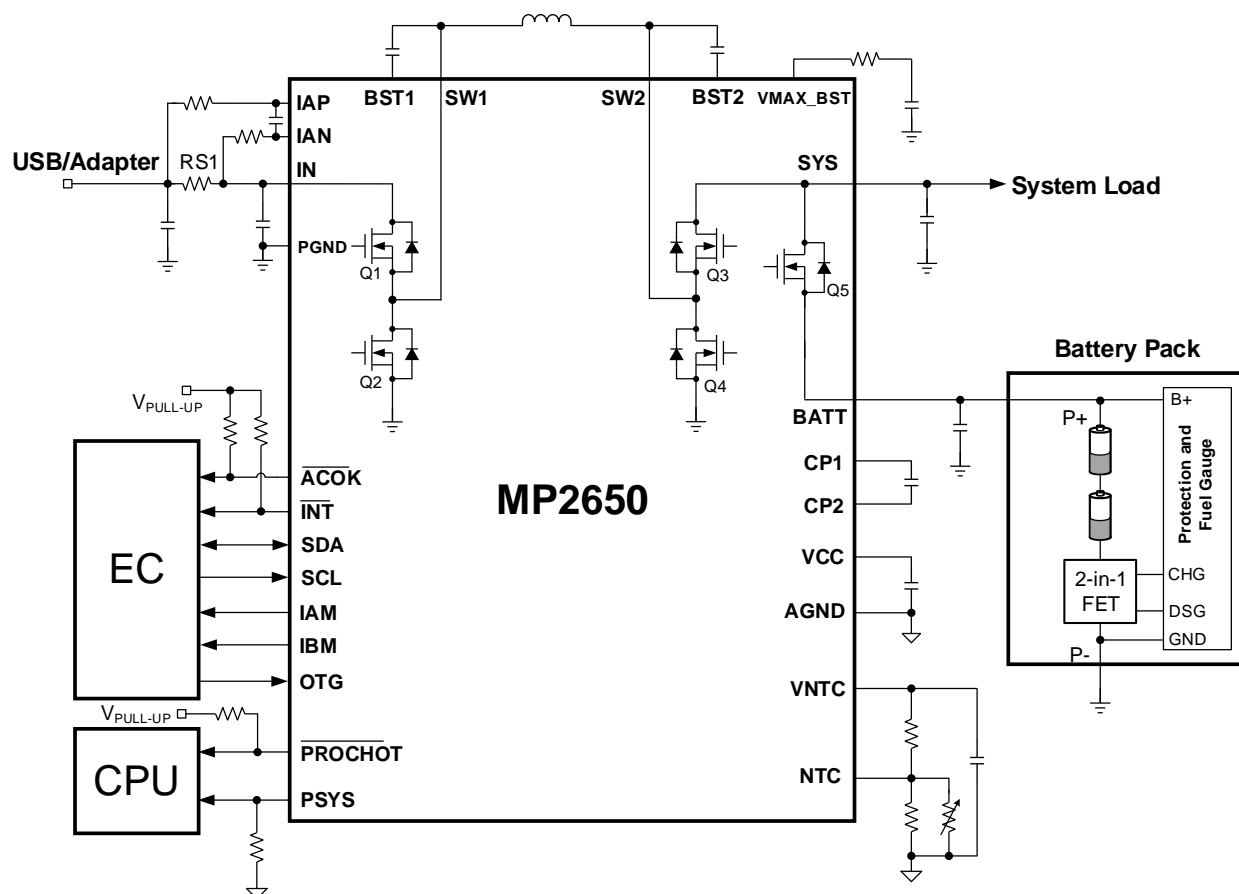 BST1
SW1
SW2
BST2
VMAX_BST
IAP
IAN
USB/Adapter
RS1
IN
SYS
System Load
PGND
Q1
Q3
Q5
Q2
Q4
Battery Pack
VPULL-UP
BATT
P+
B+
Protection and
Fuel Gauge
ACOK
CP1
MP2650
INT
CP2
EC
SDA
VCC
SCL
2-in-1
FET
CHG
IAM
AGND
DSG
IBM
GND
P-
OTG
VNTC
VPULL-UP
CPU
PROCHOT
NTC
PSYS